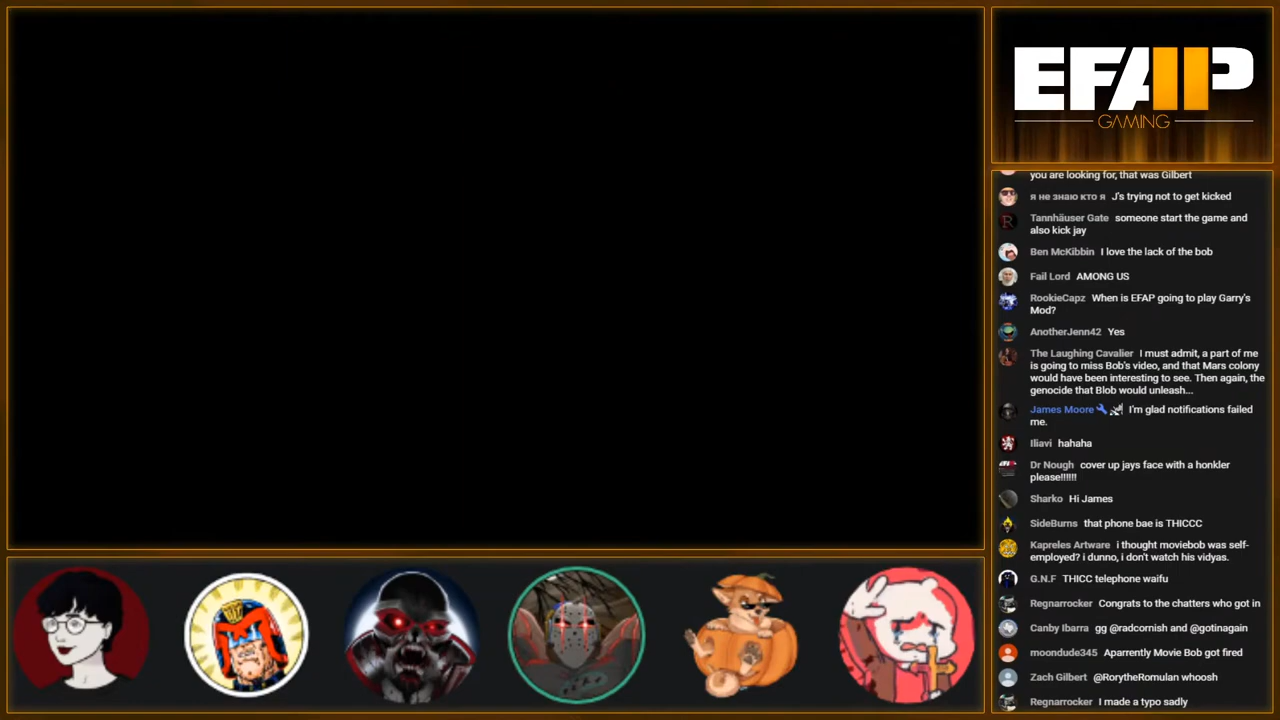 EFAP
GAMING
you are looking for, that was Gilbert
я не знаю кто я J's trying not to get kicked
Tannhäuser Gate someone start the game and
also kick jay
Ben McKibbin I love the lack of the bob
Fail Lord AMONG US
RookieCapz When is EFAP going to play Garry's
Mod?
AnotherJenn42 Yes
The Laughing Cavalier I must admit, a part of me
is going to miss Bob's video, and that Mars colony
would have been interesting to see. Then again, the
genocide that Blob would unleash...
James Moore I'm glad notifications failed
me.
Iliavi hahaha
Dr Nough cover up jays face with a honkler
please!!!!!!
Sharko Hi James
SideBurns that phone bae is THICCC
Kapreles Artware i thought moviebob was self-
employed? i dunno, i don't watch his vidyas.
G.N.F THICC telephone waifu
Regnarrocker Congrats to the chatters who got in
Canby Ibarra gg @radcornish and @gotinagain
moondude345 Aparrently Movie Bob got fired
Zach Gilbert @RorytheRomulan whoosh
Regnarrocker I made a typo sadly